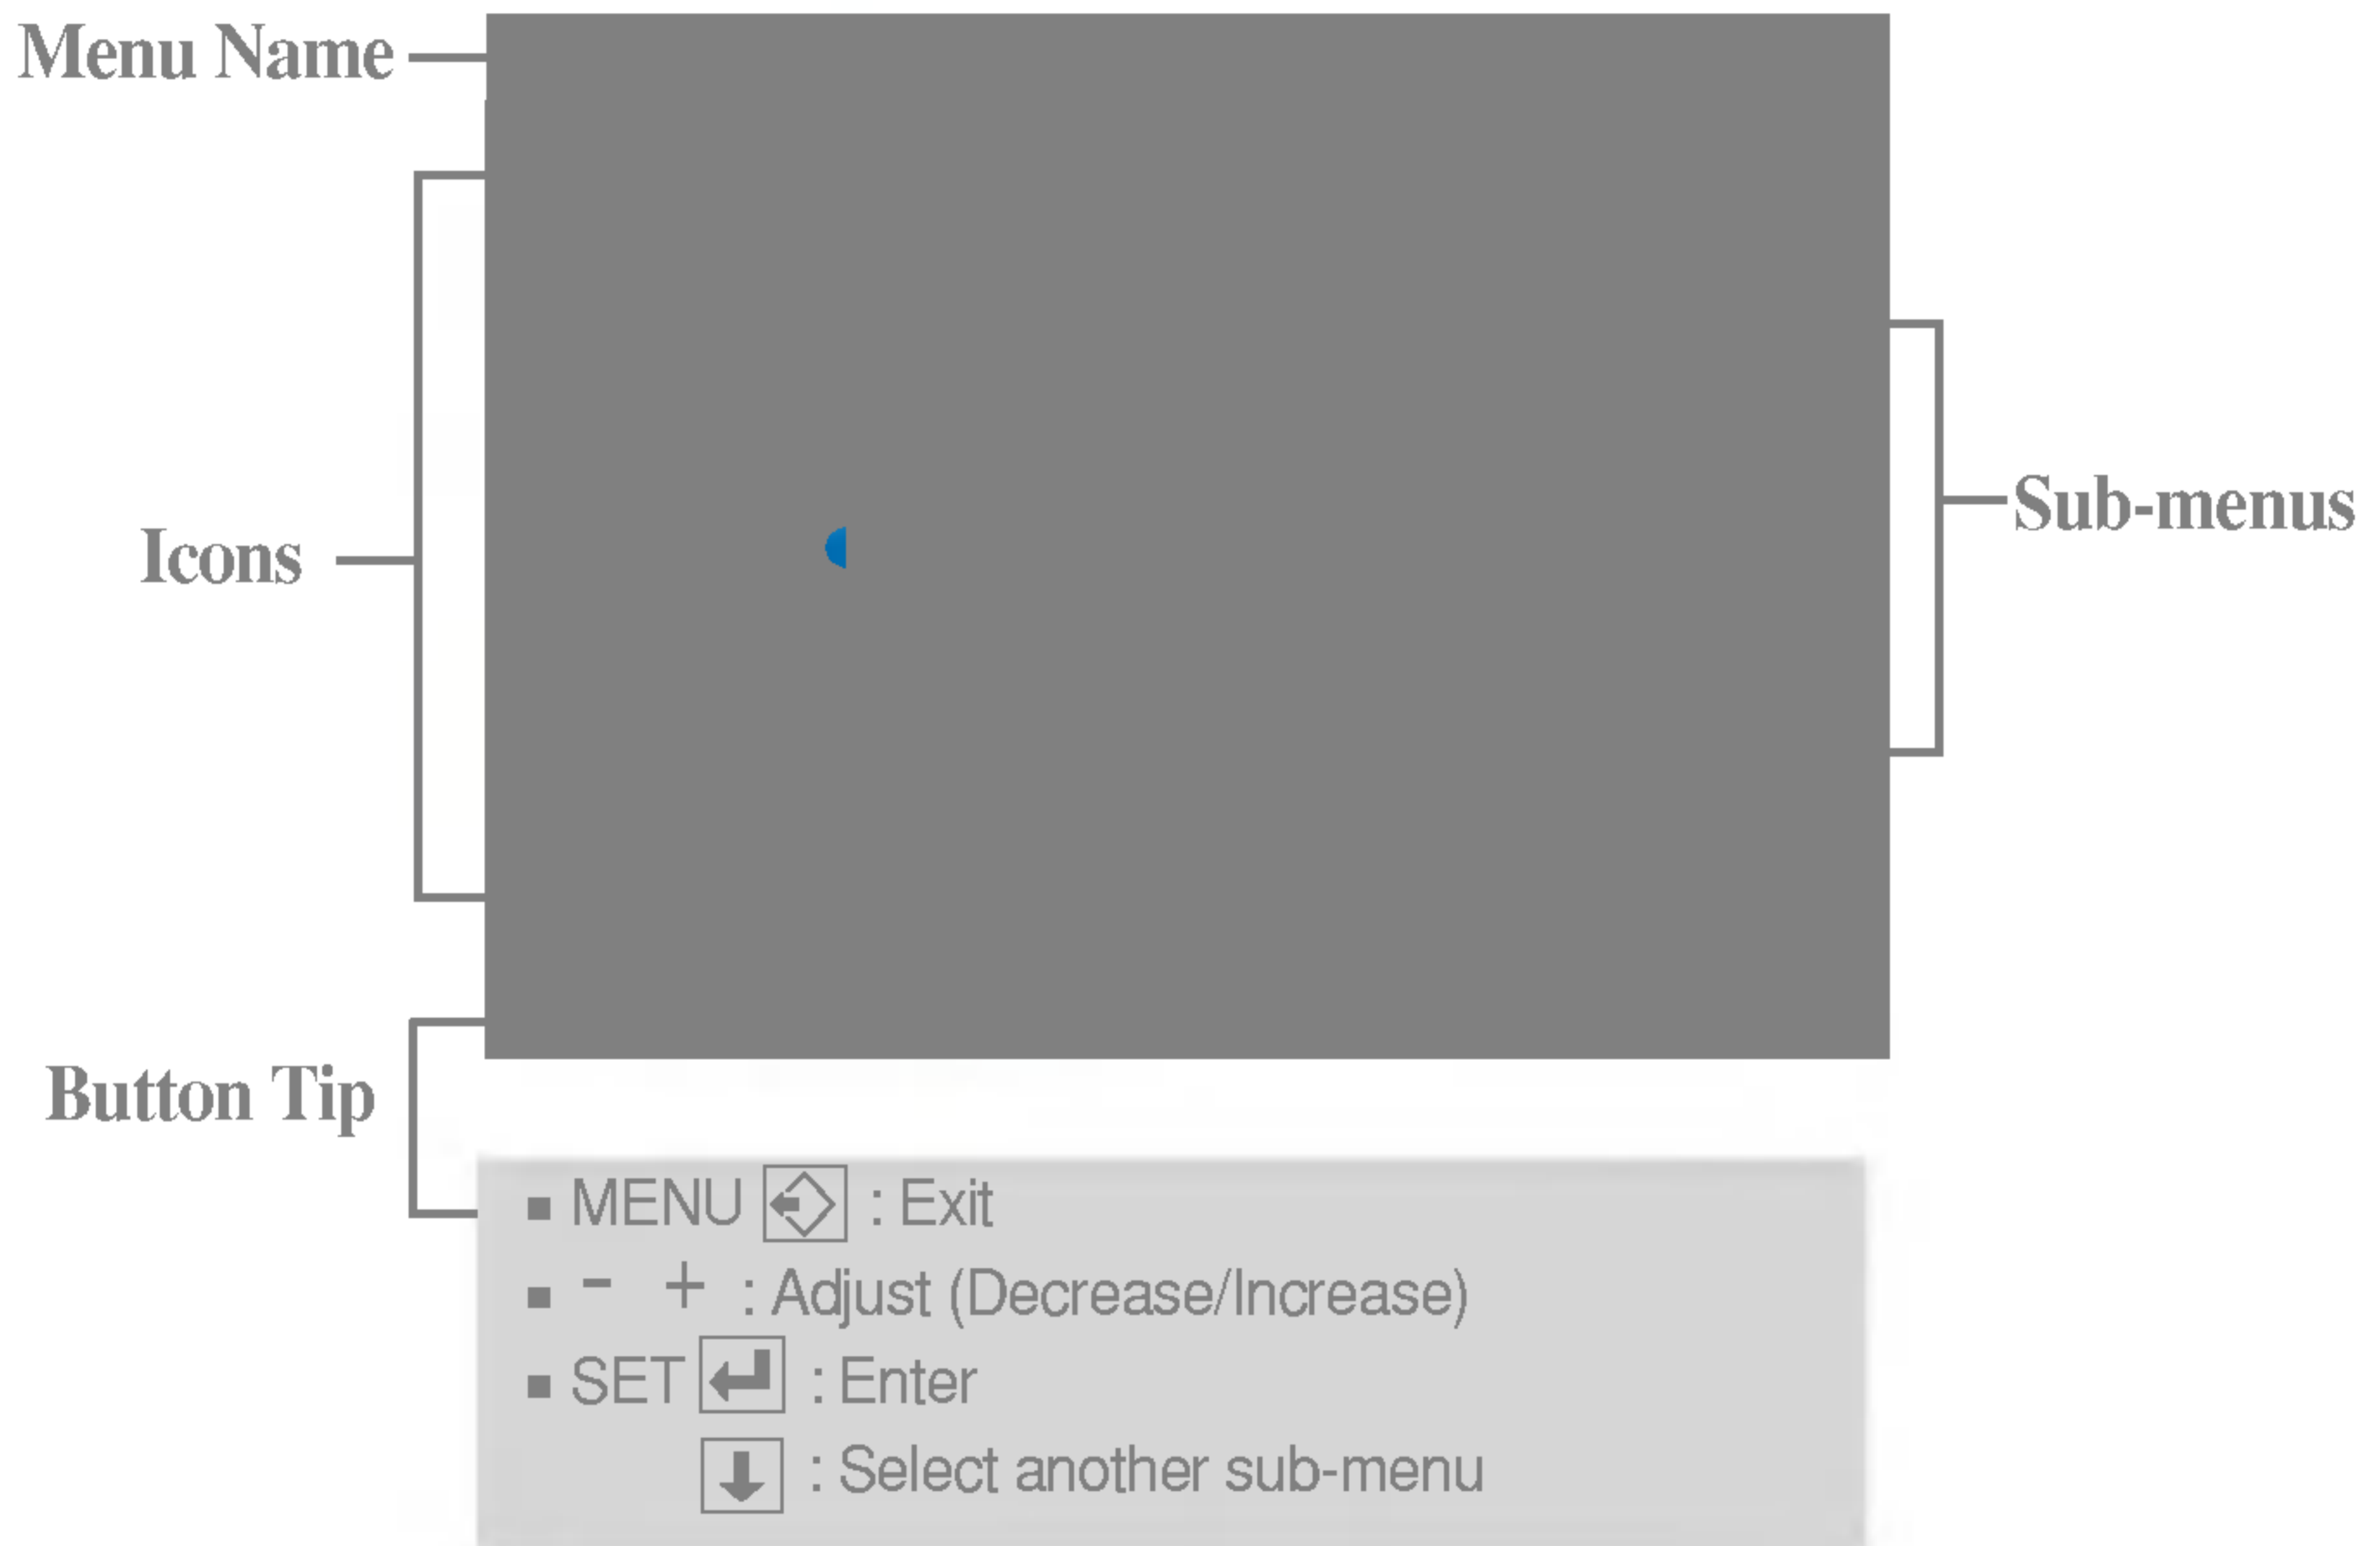 Menu Name
Icons
Sub-menus
Button Tip
■ MENU : Exit
■ - + : Adjust (Decrease/Increase)
■ SET : Enter
: Select another sub-menu